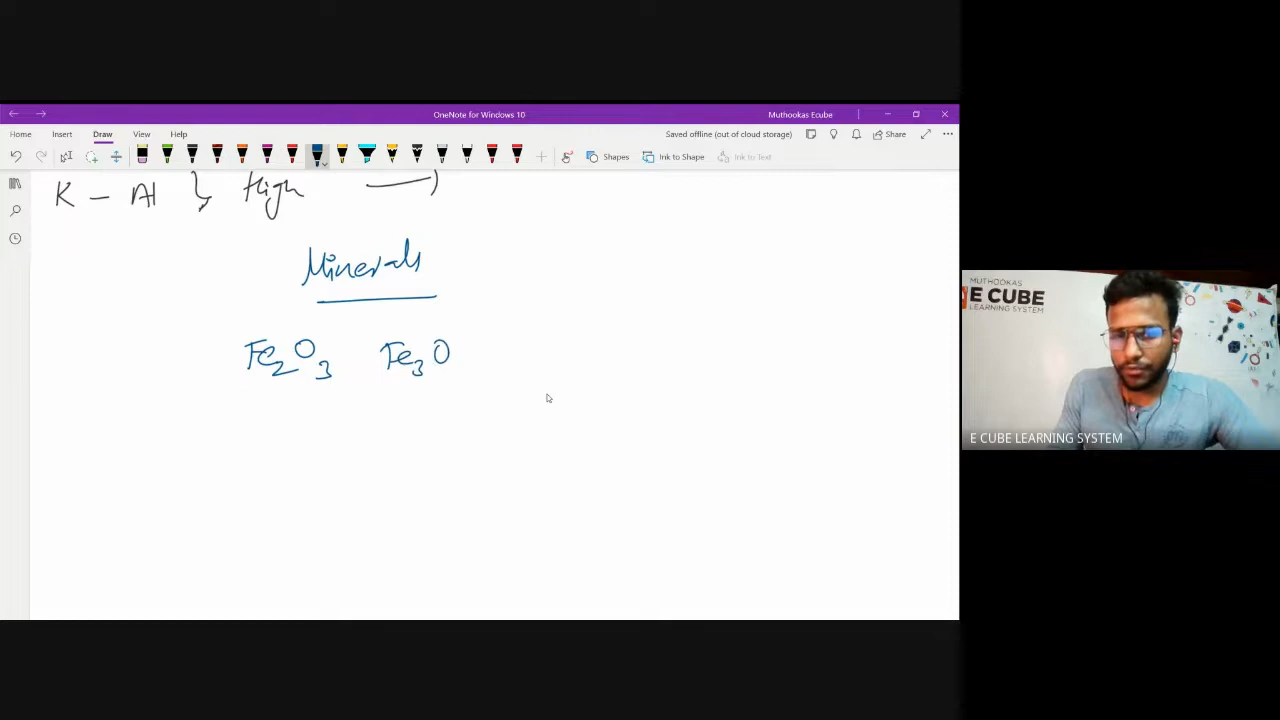 OneNote for Windows 10
Muthookas Ecube
Home Insert Draw View Help
Saved offline (out of cloud storage)
Share
Shapes
Ink to Shape
Ink to Text
K – Al } High
Minerals
Fe₂O₃ Fe₃O
MUTHOOKAS
E CUBE
LEARNING SYSTEM
E CUBE LEARNING SYSTEM